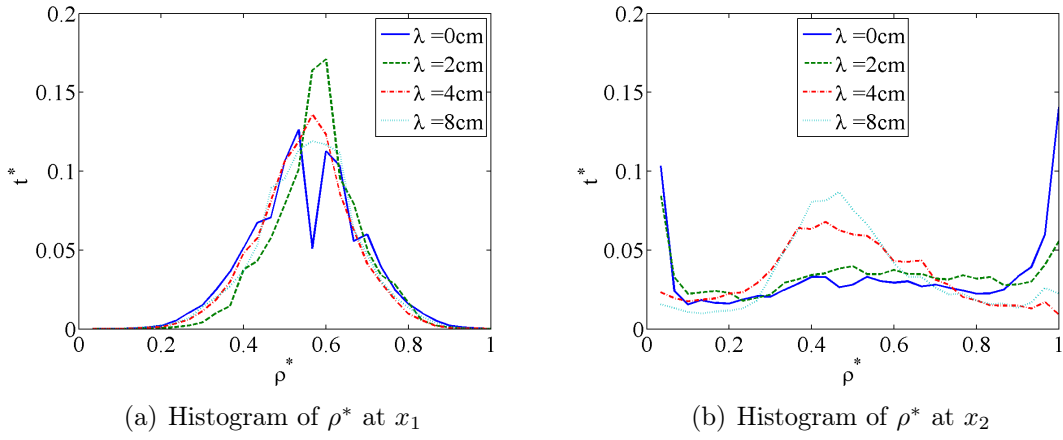 0.2
0.15
0.1
0.05
0
t*
0 0.2 0.4 0.6 0.8 1
ρ*
λ =0cm
λ =2cm
λ =4cm
λ =8cm
(a) Histogram of ρ* at x₁
0.2
0.15
0.1
0.05
0
t*
0 0.2 0.4 0.6 0.8 1
ρ*
λ =0cm
λ =2cm
λ =4cm
λ =8cm
(b) Histogram of ρ* at x₂